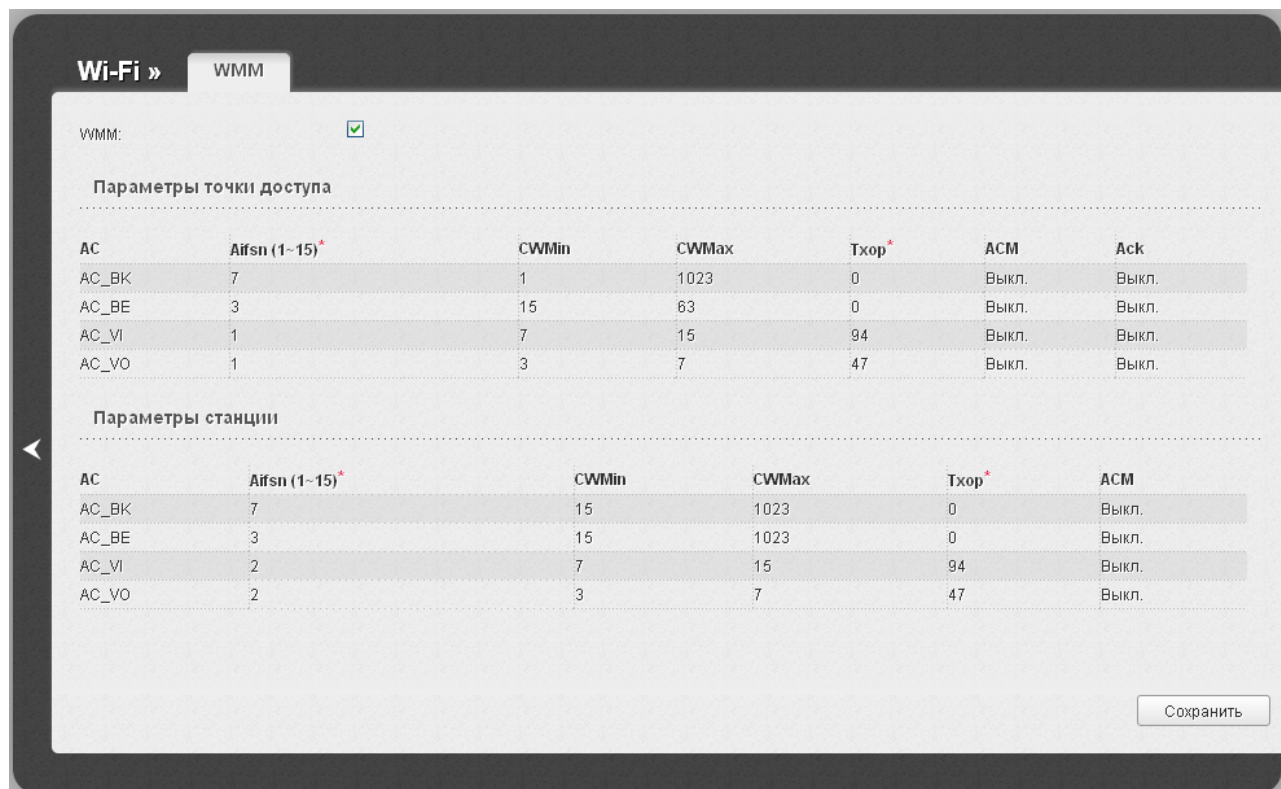 Wi-Fi » WMM
WMM:
Параметры точки доступа
AC Aifsn (1~15)* CWMin CWMax Txop* ACM Ack
AC_BK 7 1 1023 0 Выкл. Выкл.
AC_BE 3 15 63 0 Выкл. Выкл.
AC_VI 1 7 15 94 Выкл. Выкл.
AC_VO 1 3 7 47 Выкл. Выкл.
Параметры станции
AC Aifsn (1~15)* CWMin CWMax Txop* ACM
AC_BK 7 15 1023 0 Выкл.
AC_BE 3 15 1023 0 Выкл.
AC_VI 2 7 15 94 Выкл.
AC_VO 2 3 7 47 Выкл.
Сохранить